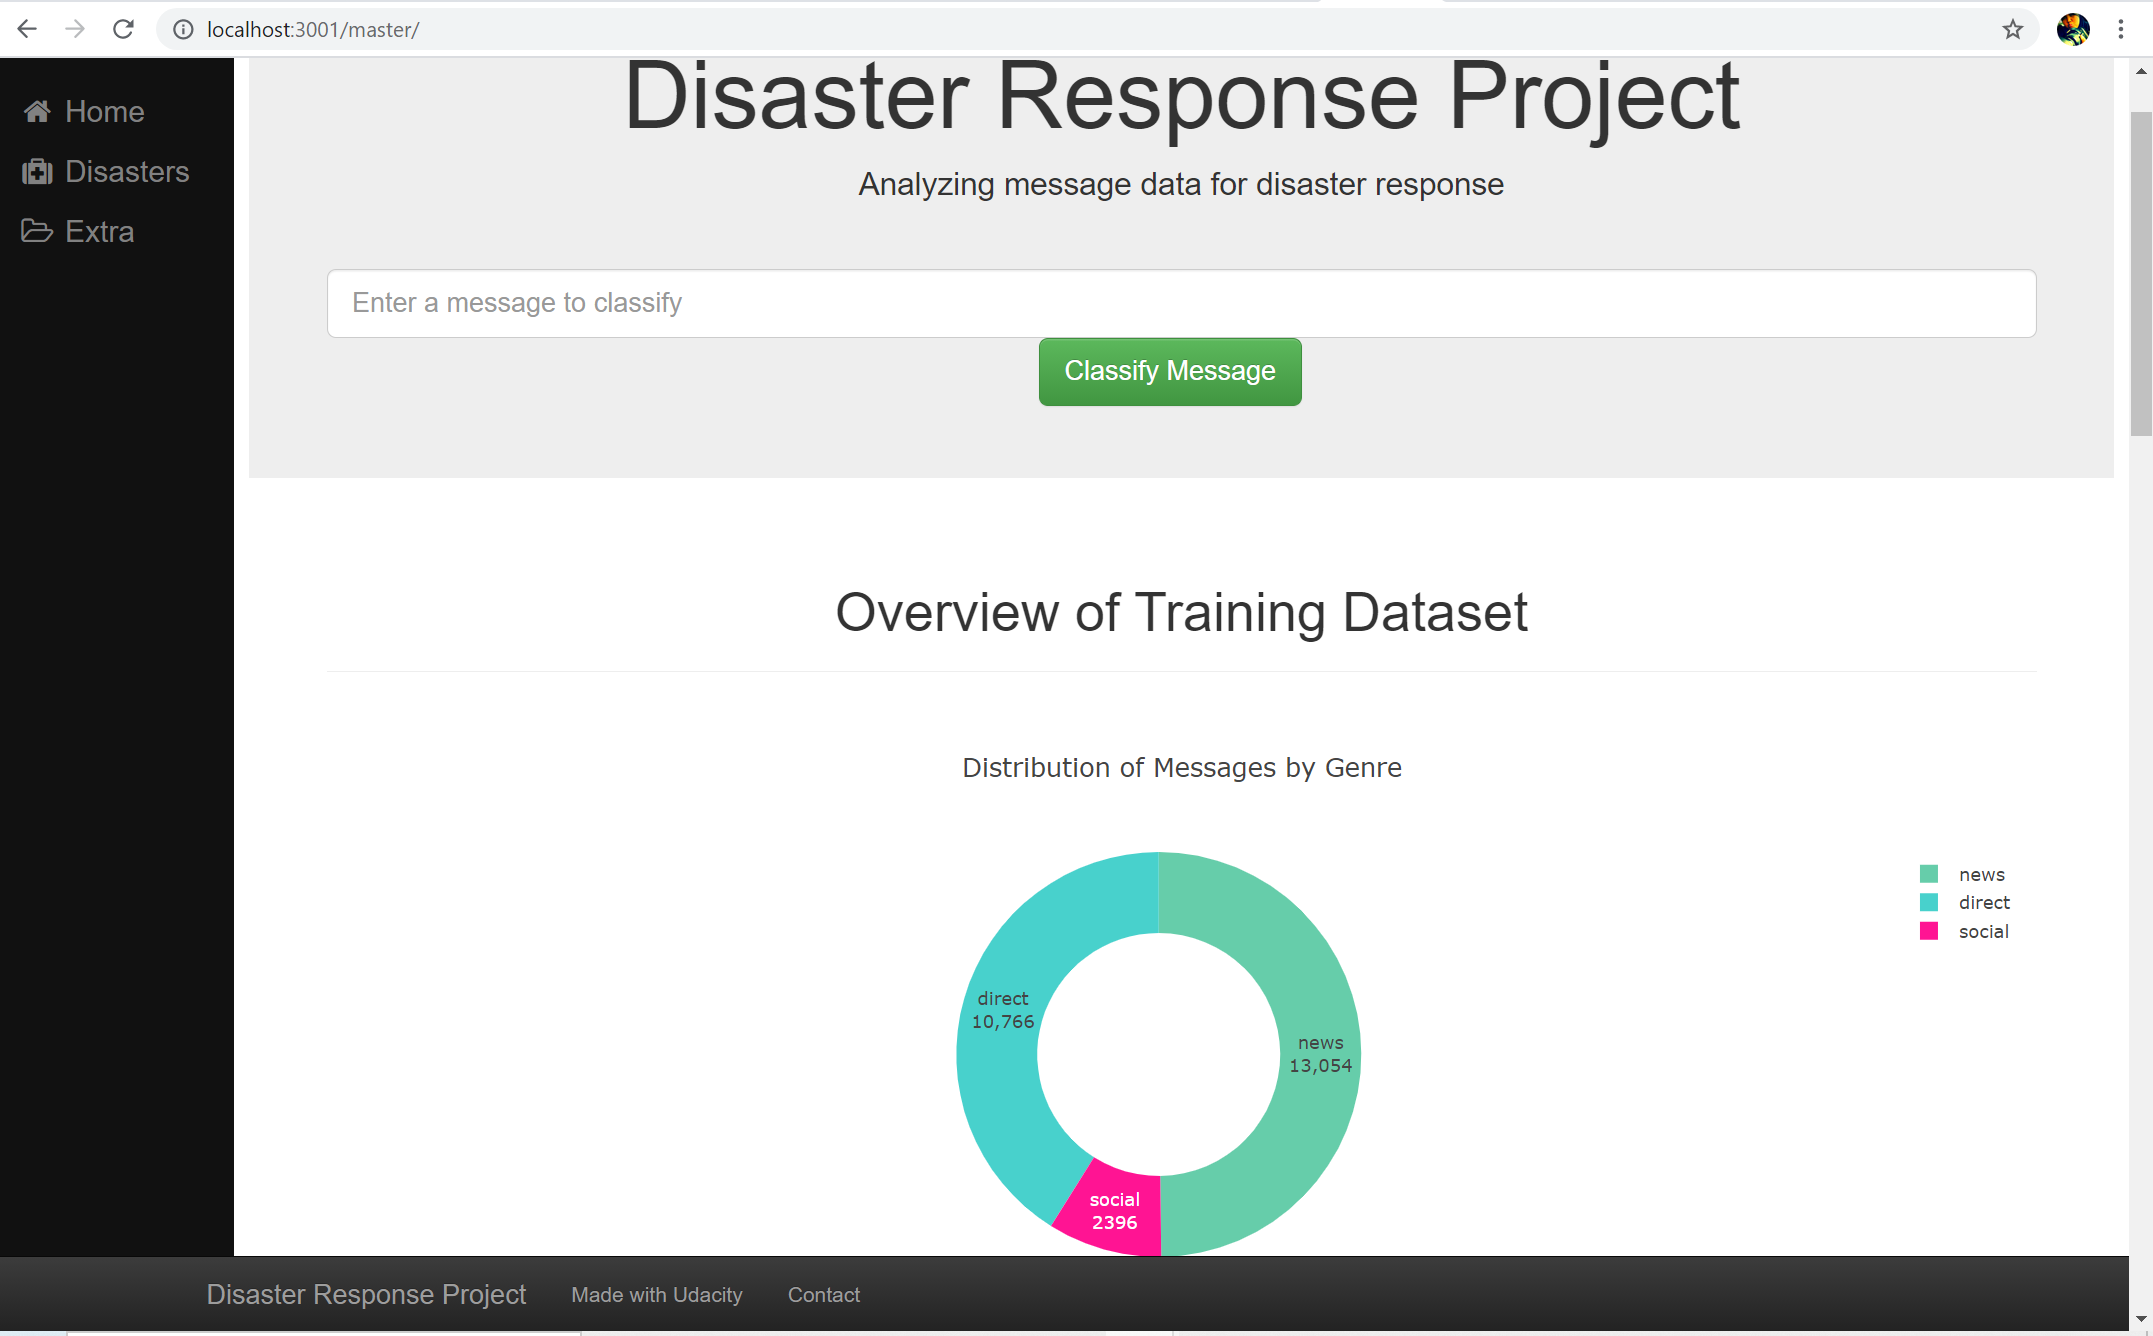 localhost:3001/master/
Home
Disasters
Extra
Disaster Response Project
Analyzing message data for disaster response
Enter a message to classify
Classify Message
Overview of Training Dataset
Distribution of Messages by Genre
news
direct
social
direct
10,766
news
13,054
social
2396
Disaster Response Project
Made with Udacity
Contact